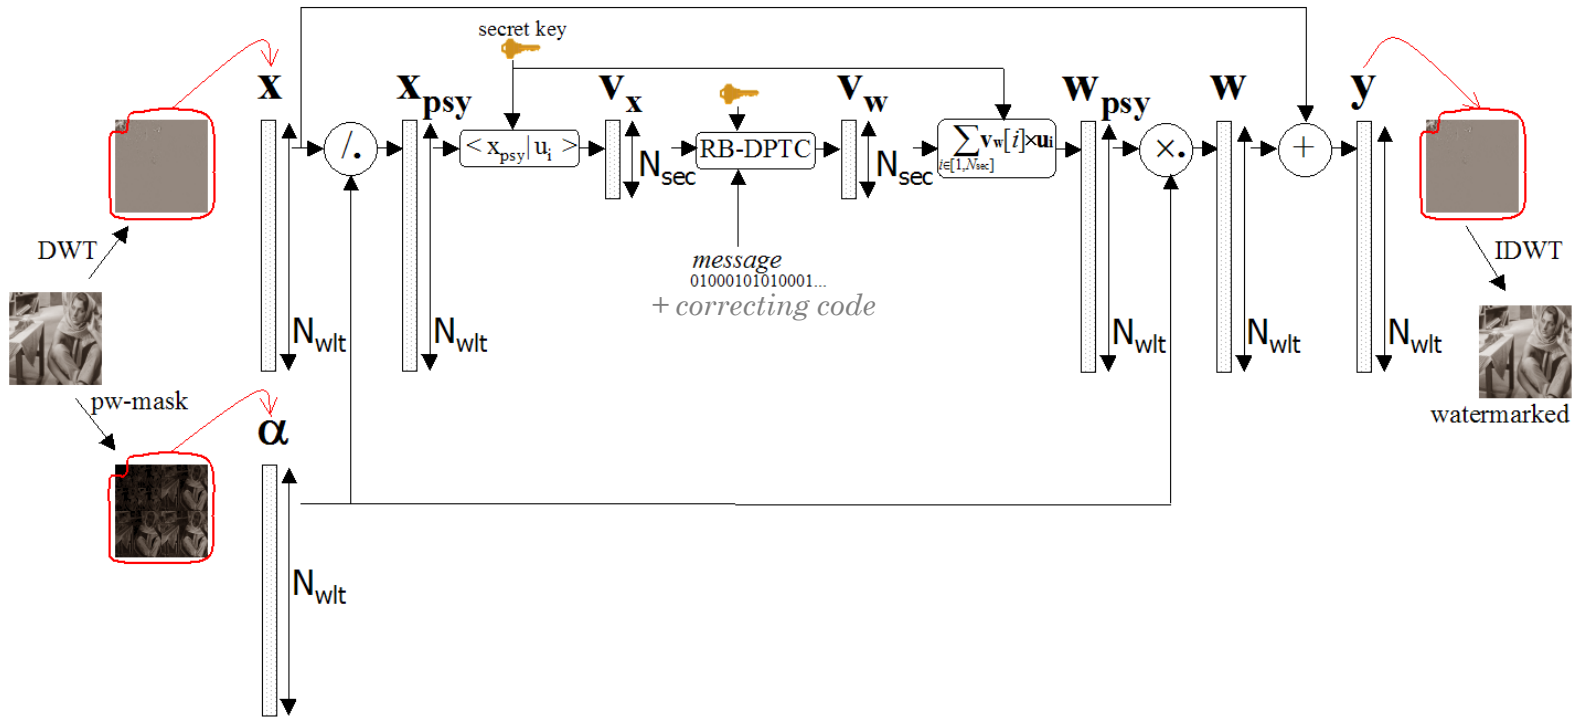 secret key
x
x_psy
v_x
v_w
w_psy
w
y
/.
< x_psy | u_i >
N_sec
RB-DPTC
N_sec
∑ v_w[i]×u_i
i∈[1,N_sec]
×.
+
DWT
IDWT
message
01000101010001...
+ correcting code
N_wlt
N_wlt
N_wlt
N_wlt
N_wlt
pw-mask
watermarked
α
N_wlt